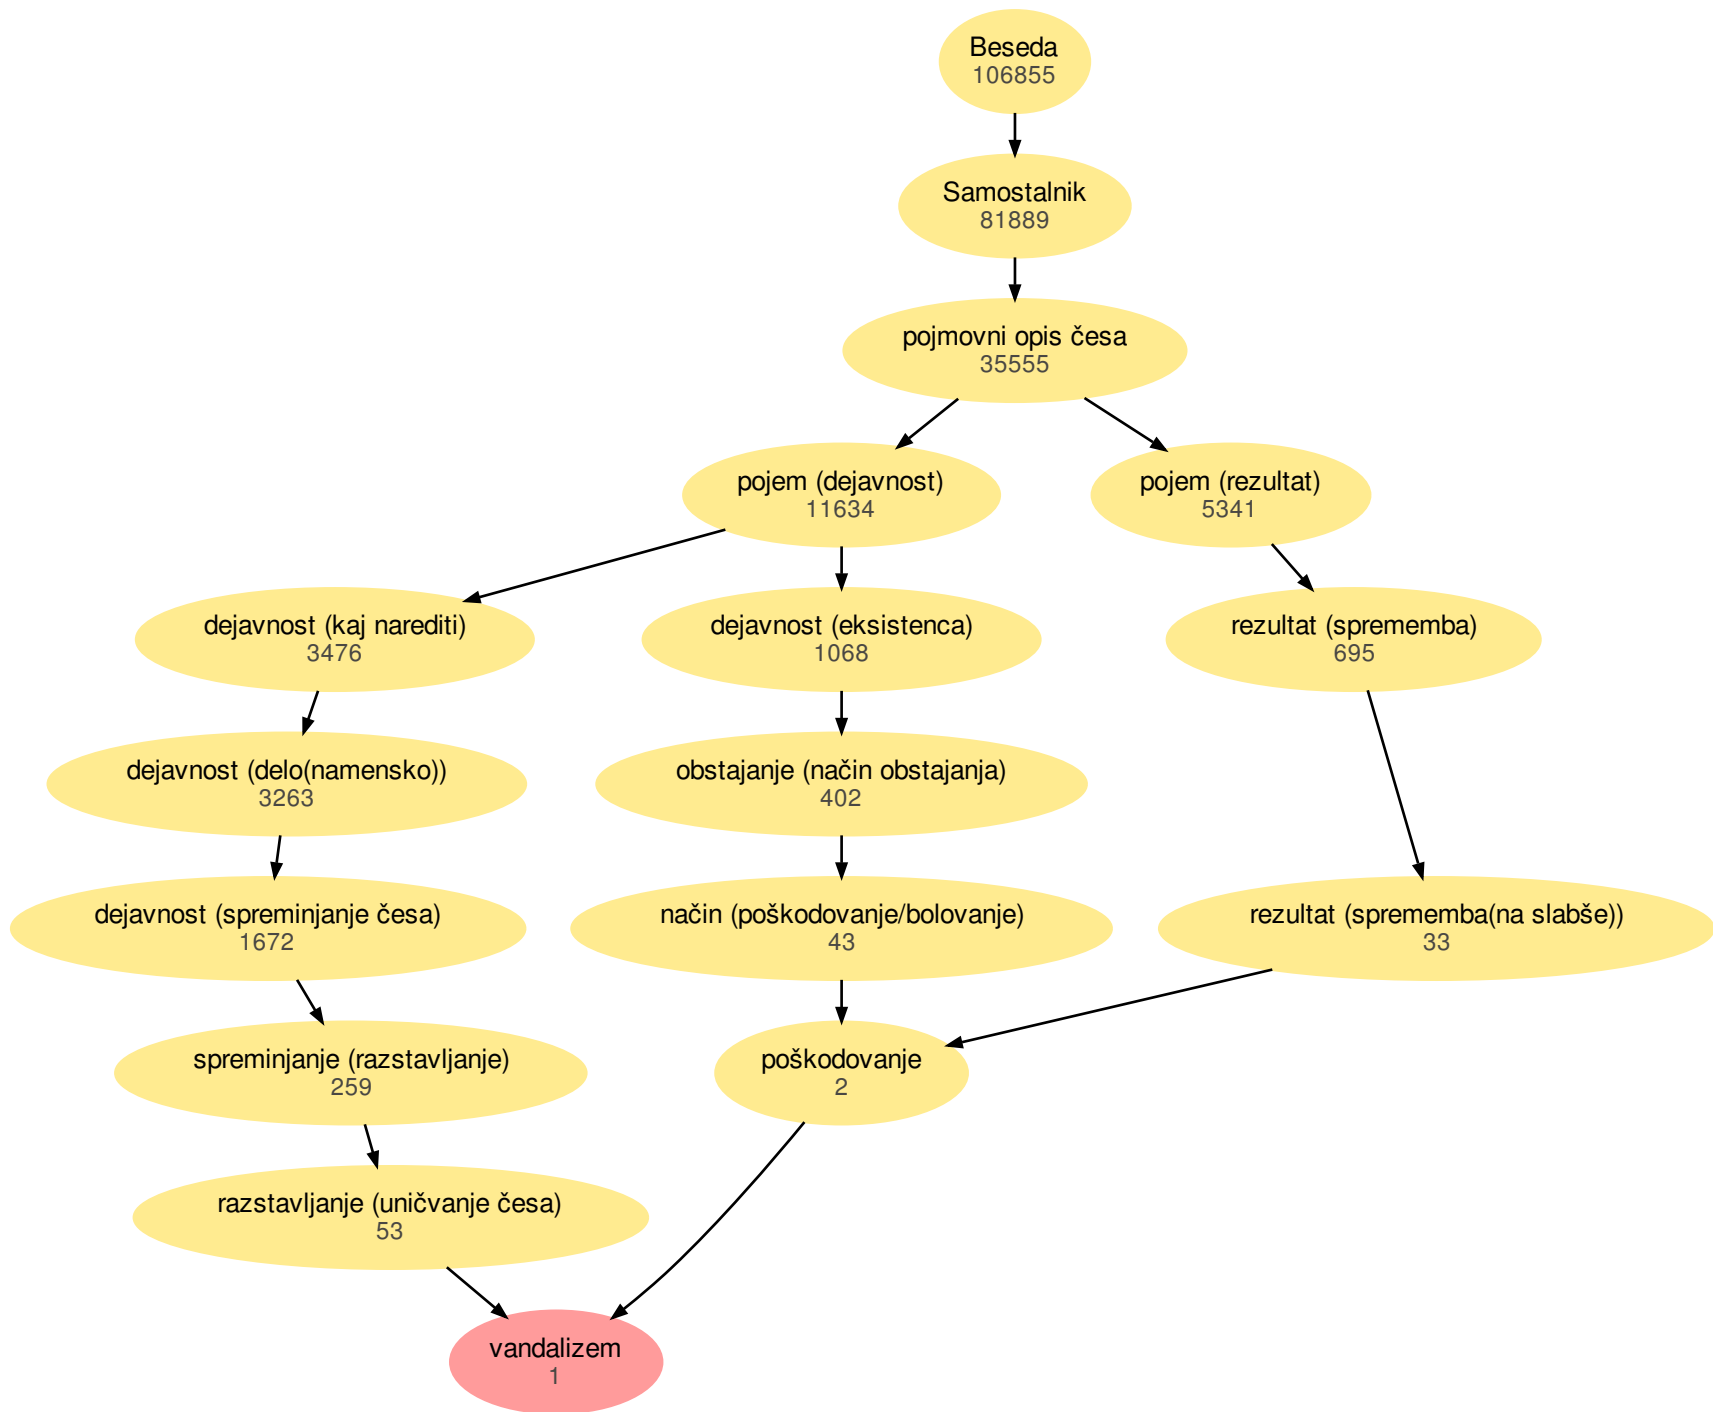 Beseda
106855
Samostalnik
81889
pojmovni opis česa
35555
pojem (dejavnost)
11634
pojem (rezultat)
5341
dejavnost (kaj narediti)
3476
dejavnost (eksistenca)
1068
rezultat (sprememba)
695
dejavnost (delo(namensko))
3263
obstajanje (način obstajanja)
402
dejavnost (spreminjanje česa)
1672
način (poškodovanje/bolovanje)
43
rezultat (sprememba(na slabše))
33
spreminjanje (razstavljanje)
259
poškodovanje
2
razstavljanje (uničvanje česa)
53
vandalizem
1